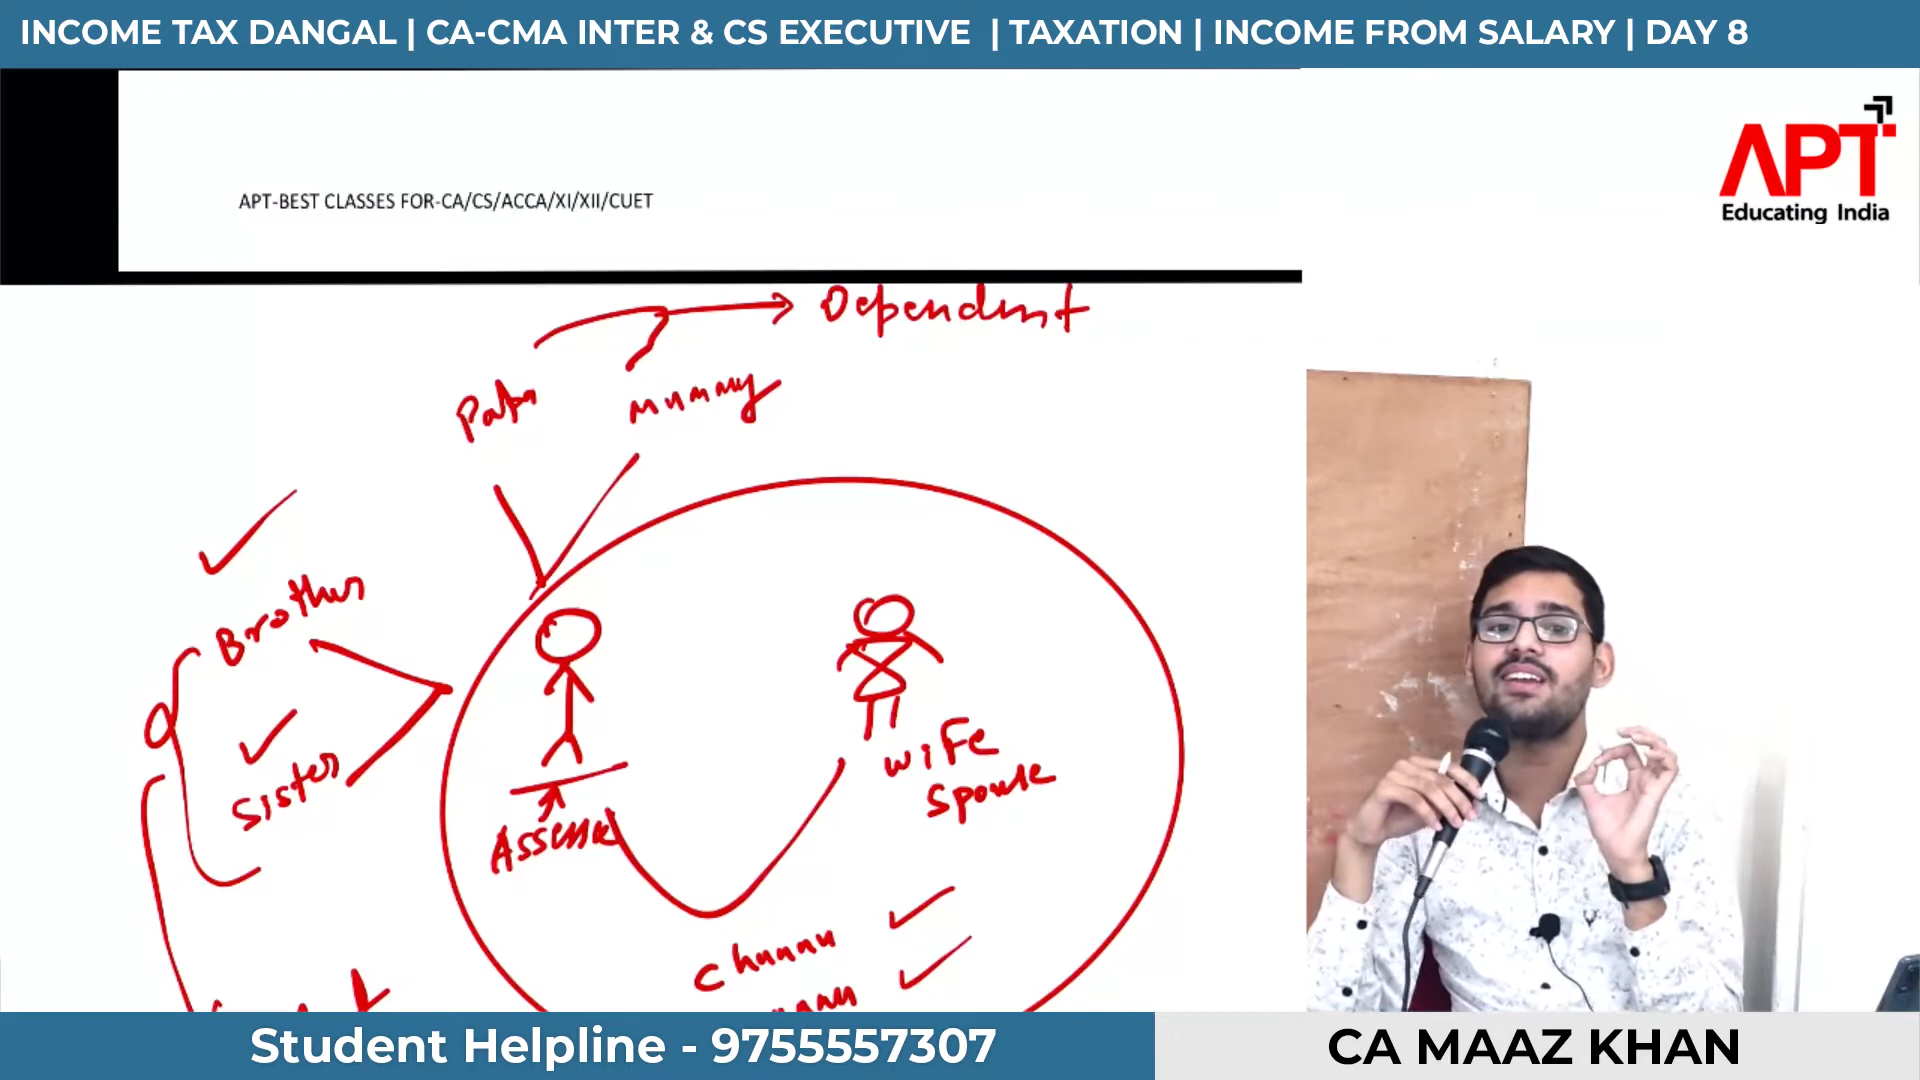 INCOME TAX DANGAL | CA-CMA INTER & CS EXECUTIVE | TAXATION | INCOME FROM SALARY | DAY 8
APT
Educating India
APT-BEST CLASSES FOR-CA/CS/ACCA/XI/XII/CUET
Dependent
Papa Mummy
Brother
Sister
Wife
Spouse
Assessee
Chunnu
Student Helpline - 9755557307
CA MAAZ KHAN